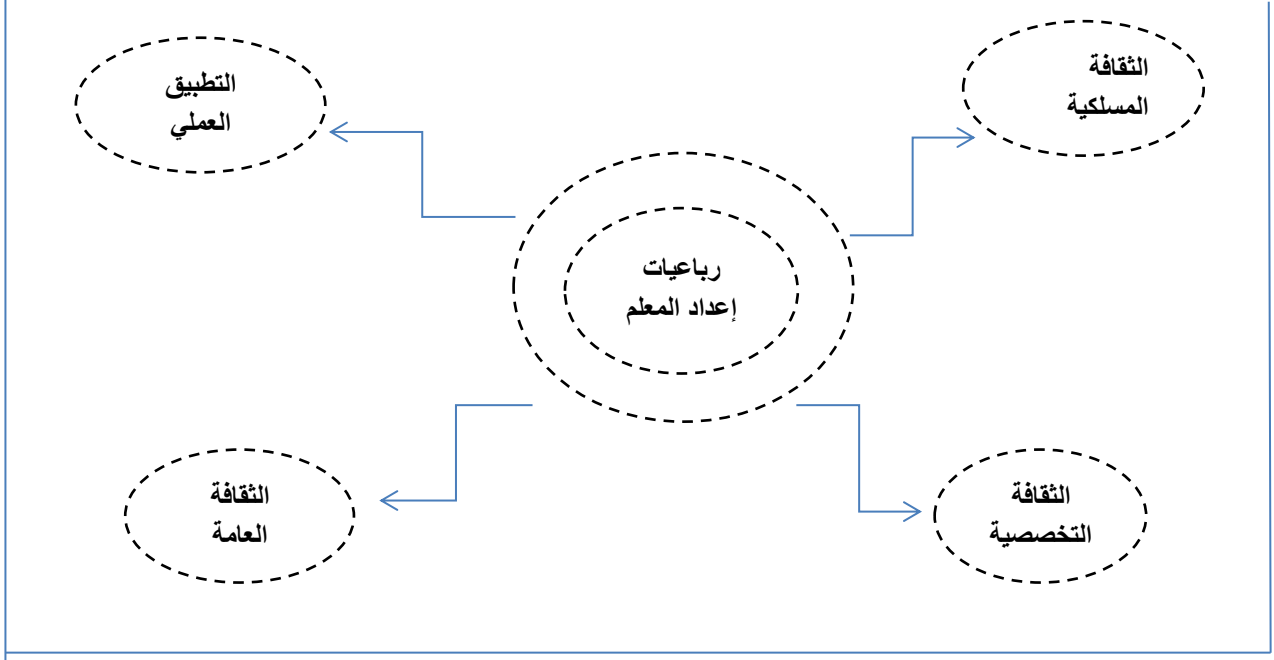 الثقافة
المسلكية
التطبيق
العملي
رباعيات
إعداد المعلم
الثقافة
التخصصية
الثقافة
العامة